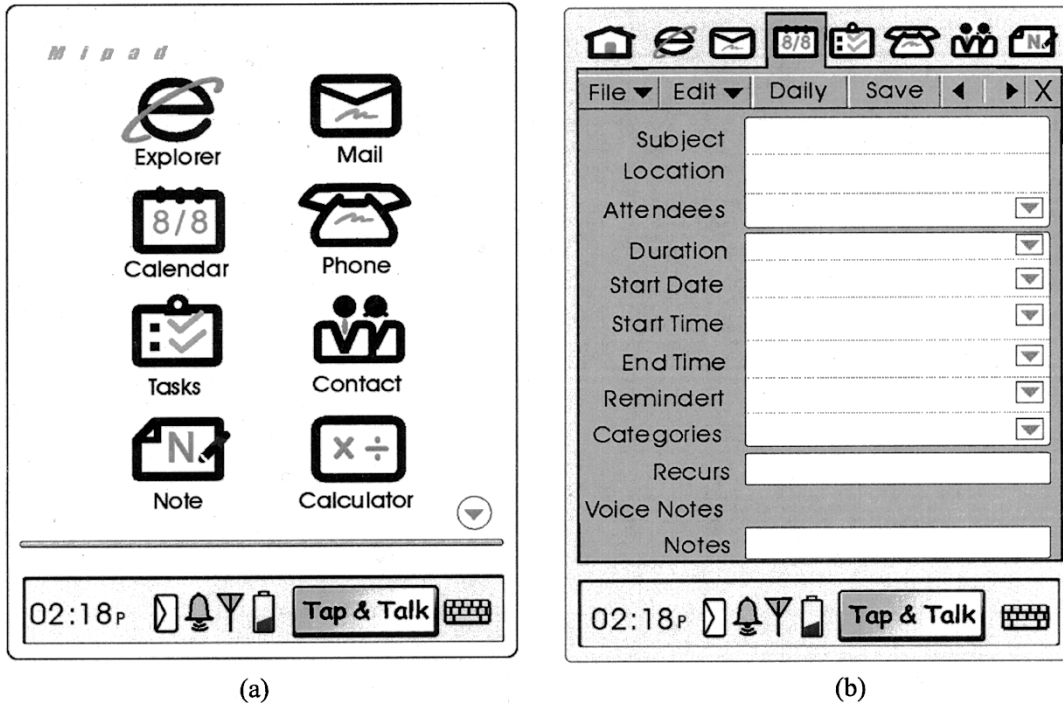 Mipad
Explorer
Mail
8/8
Calendar
Phone
Tasks
Contact
N
Note
× ÷
Calculator
02:18P
Tap & Talk
(a)
8/8
N
File Edit Daily Save X
Subject
Location
Attendees
Duration
Start Date
Start Time
End Time
Remindert
Categories
Recurs
Voice Notes
Notes
02:18P
Tap & Talk
(b)